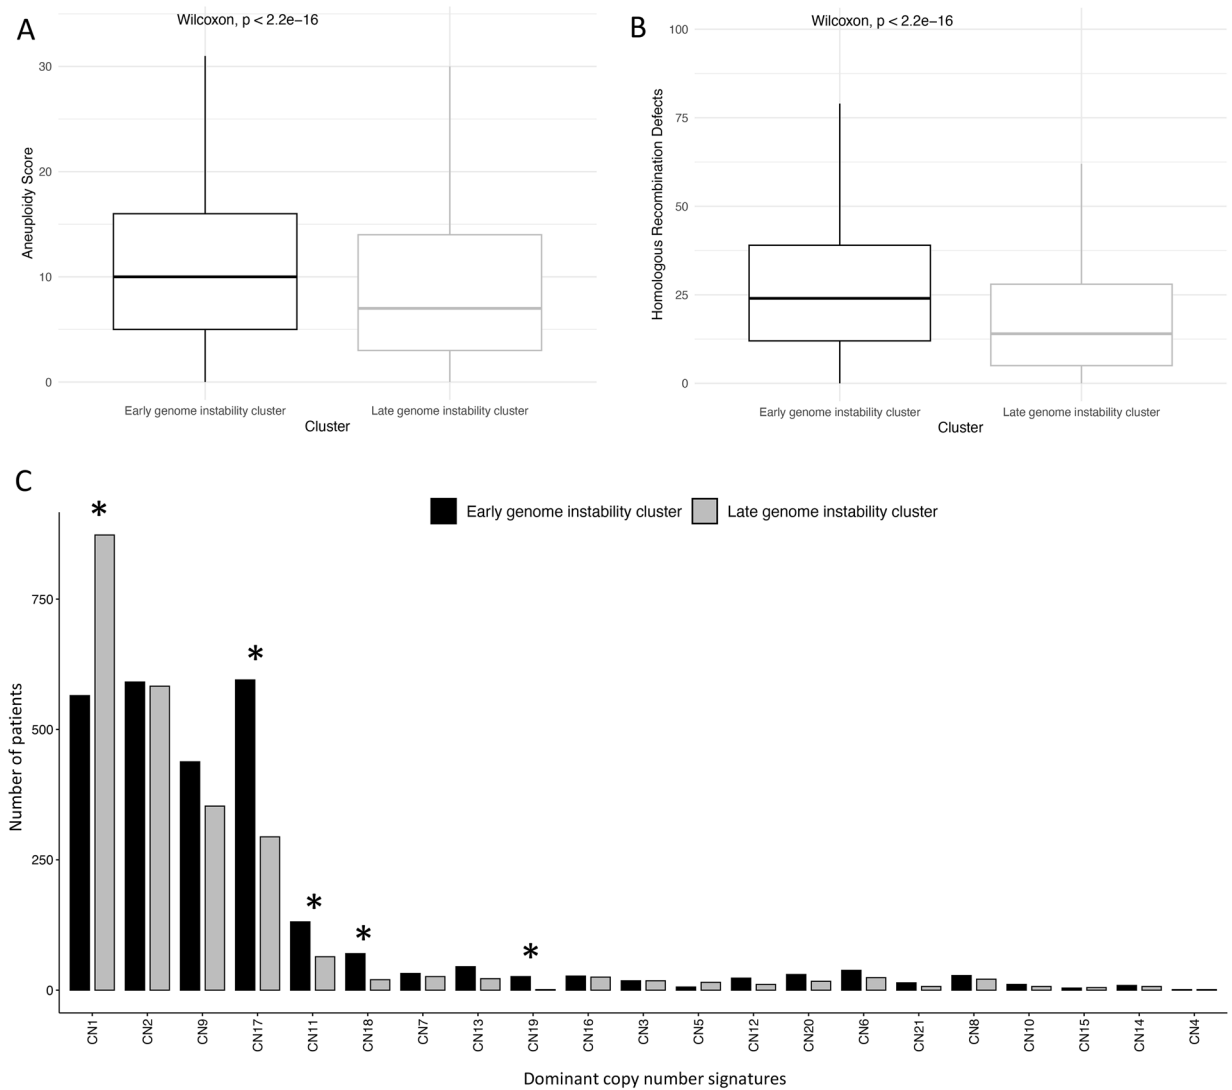 A
Wilcoxon, p < 2.2e−16
Aneuploidy Score
30
20
10
0
Early genome instability cluster
Late genome instability cluster
Cluster
B
Wilcoxon, p < 2.2e−16
Homologous Recombination Defects
100
75
50
25
0
Early genome instability cluster
Late genome instability cluster
Cluster
C
Early genome instability cluster
Late genome instability cluster
Number of patients
750
500
250
0
*
*
*
*
*
CN1
CN2
CN9
CN17
CN11
CN18
CN7
CN13
CN19
CN16
CN3
CN5
CN12
CN20
CN6
CN21
CN8
CN10
CN15
CN14
CN4
Dominant copy number signatures